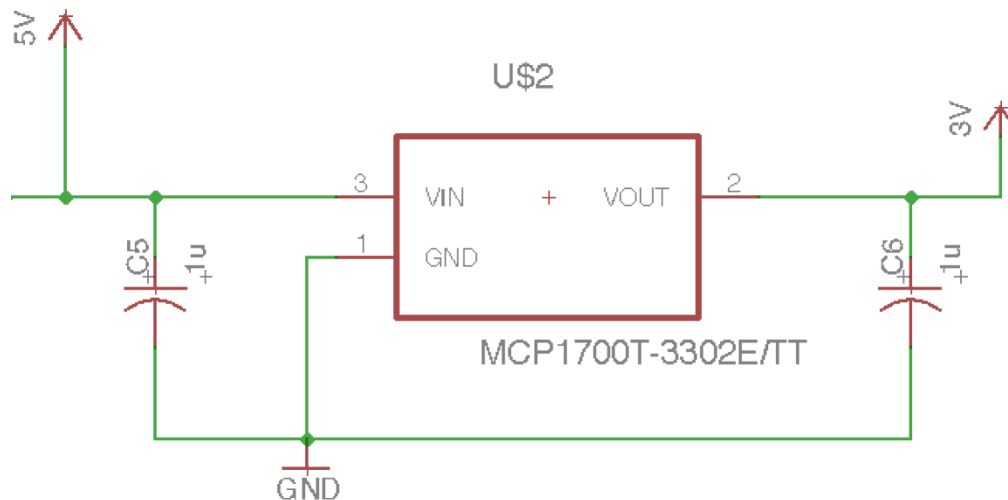 5V
U$2
3V
3
VIN
VOUT
2
1
GND
C5
1u
C6
1u
MCP1700T-3302E/TT
GND